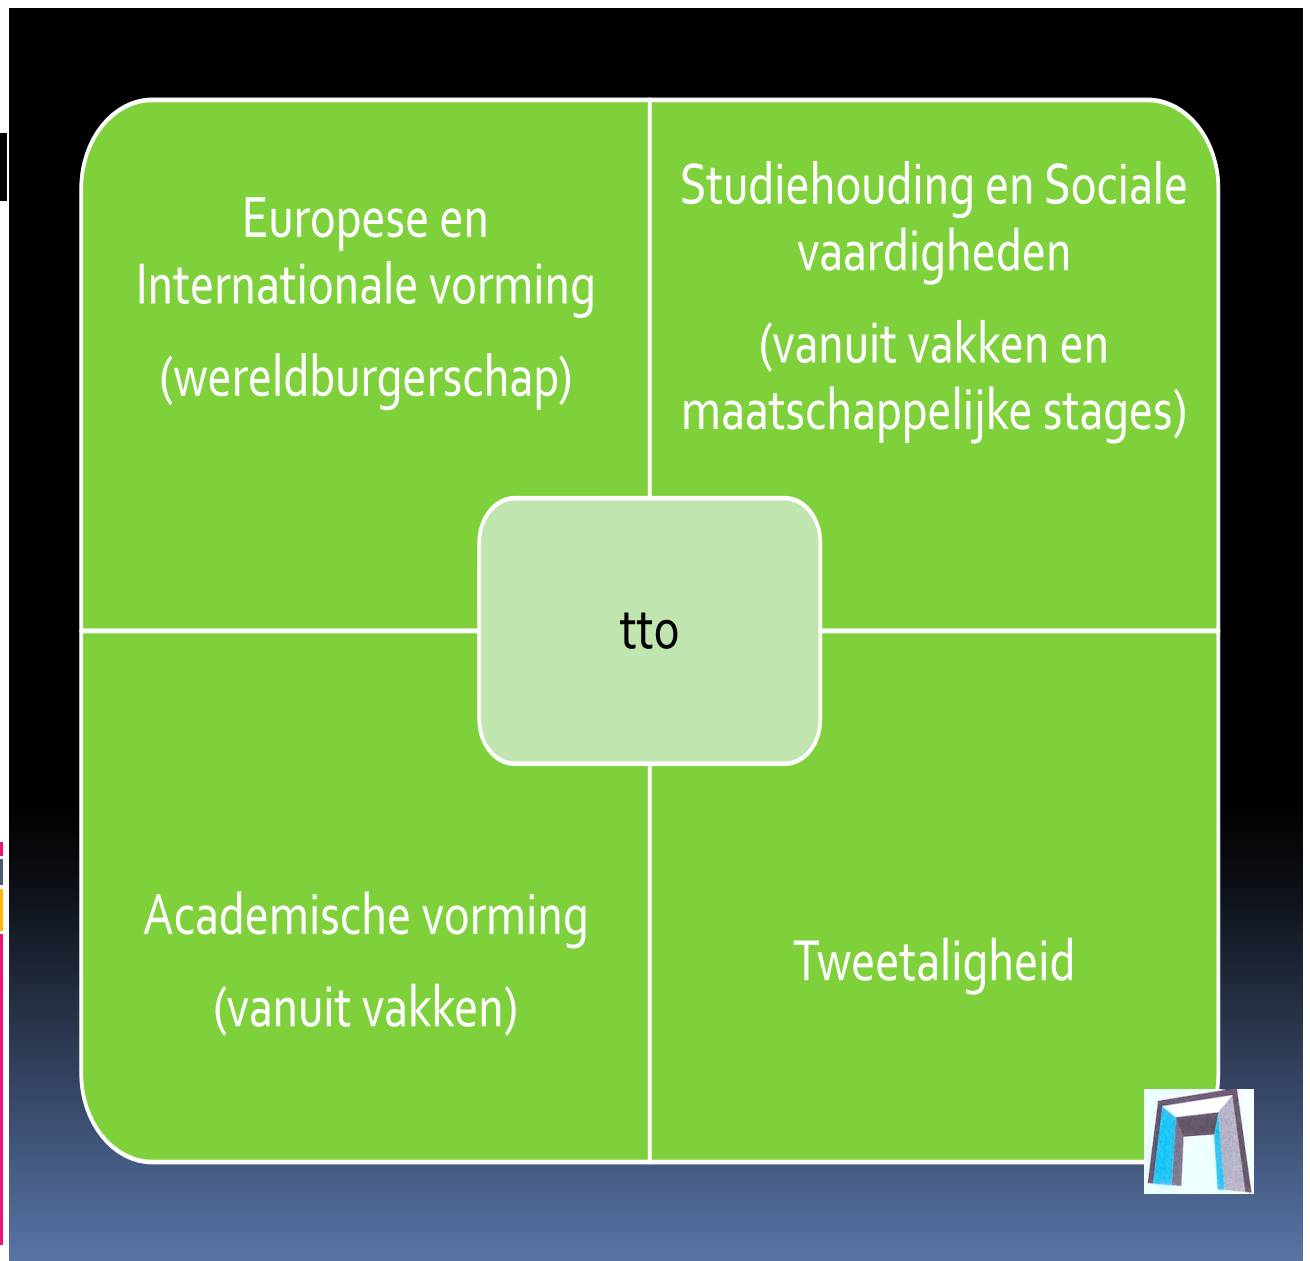 Europese en
Internationale vorming
(wereldburgerschap)
Studiehouding en Sociale
vaardigheden
(vanuit vakken en
maatschappelijke stages)
tto
Academische vorming
(vanuit vakken)
Tweetaligheid